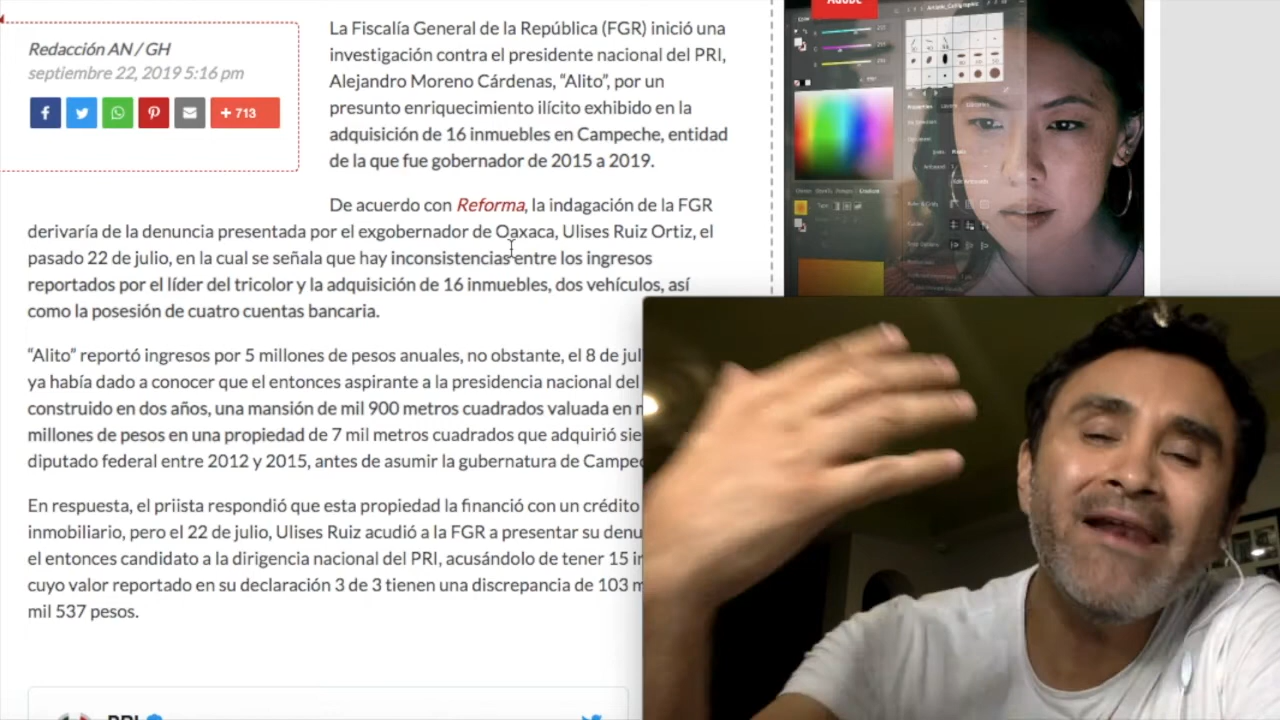 Redacción AN / GH
septiembre 22, 2019 5:16 pm
+ 713
La Fiscalía General de la República (FGR) inició una
investigación contra el presidente nacional del PRI,
Alejandro Moreno Cárdenas, “Alito”, por un
presunto enriquecimiento ilícito exhibido en la
adquisición de 16 inmuebles en Campeche, entidad
de la que fue gobernador de 2015 a 2019.
De acuerdo con Reforma, la indagación de la FGR
derivaría de la denuncia presentada por el exgobernador de Oaxaca, Ulises Ruiz Ortiz, el
pasado 22 de julio, en la cual se señala que hay inconsistencias entre los ingresos
reportados por el líder del tricolor y la adquisición de 16 inmuebles, dos vehículos, así
como la posesión de cuatro cuentas bancaria.
“Alito” reportó ingresos por 5 millones de pesos anuales, no obstante, el 8 de jul
ya había dado a conocer que el entonces aspirante a la presidencia nacional del
construido en dos años, una mansión de mil 900 metros cuadrados valuada en
millones de pesos en una propiedad de 7 mil metros cuadrados que adquirió sie
diputado federal entre 2012 y 2015, antes de asumir la gubernatura de Campe
En respuesta, el priista respondió que esta propiedad la financió con un crédito
inmobiliario, pero el 22 de julio, Ulises Ruiz acudió a la FGR a presentar su denu
el entonces candidato a la dirigencia nacional del PRI, acusándolo de tener 15
cuyo valor reportado en su declaración 3 de 3 tienen una discrepancia de 103
mil 537 pesos.
PRI
Adobe